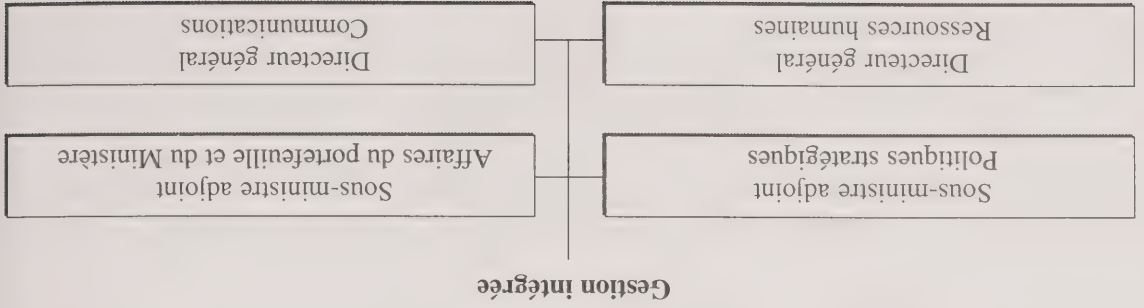 Gestion intégrée
Sous-ministre adjoint
Politiques stratégiques
Sous-ministre adjoint
Affaires du portefeuille et du Ministère
Directeur général
Ressources humaines
Directeur général
Communications